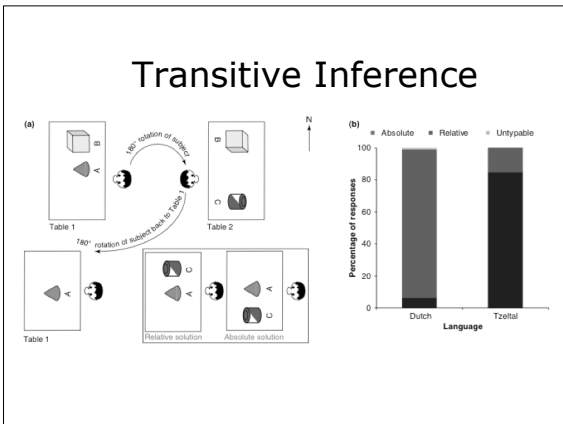 Transitive Inference
(a)
180° rotation of subject
N
B
A
B
C
Table 1
Table 2
180° rotation of subject back to Table 1
A
Table 1
C
A
A
C
Relative solution
Absolute solution
(b)
Absolute Relative Untypable
Percentage of responses
100
80
60
40
20
0
Dutch Tzeltal
Language